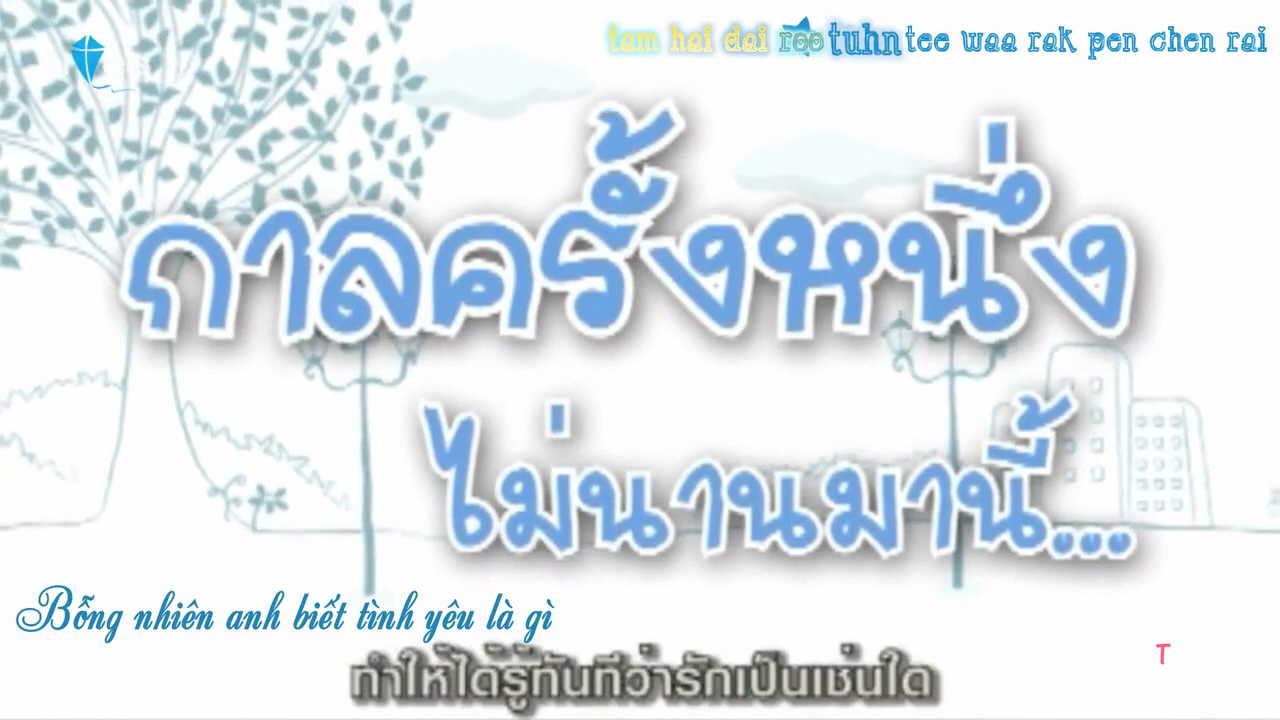 tam hai dai roo tuhn tee waa rak pen chen rai
กาลครั้งหนึ่ง
ไม่นานมานี้...
Bỗng nhiên anh biết tình yêu là gì
T
ทำให้ได้รู้ทันทีว่ารักเป็นเช่นใด